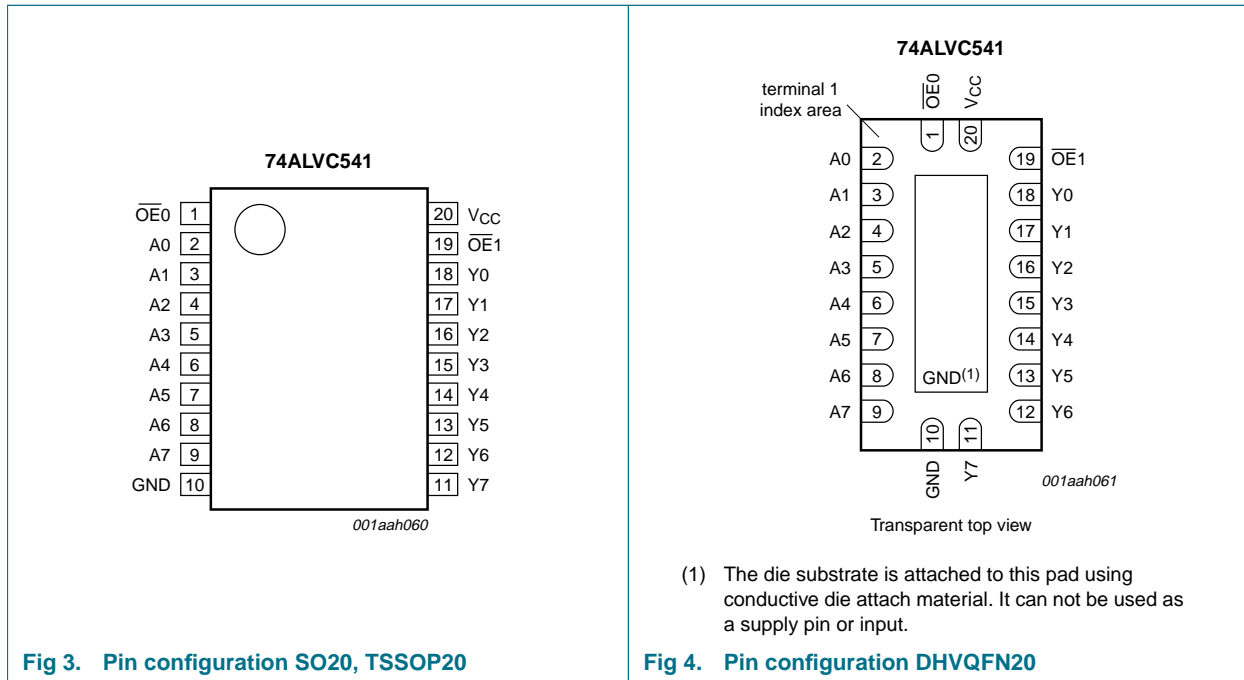 74ALVC541
OE0 1 20 VCC
A0 2 19 OE1
A1 3 18 Y0
A2 4 17 Y1
A3 5 16 Y2
A4 6 15 Y3
A5 7 14 Y4
A6 8 13 Y5
A7 9 12 Y6
GND 10 11 Y7
001aah060
Fig 3. Pin configuration SO20, TSSOP20
74ALVC541
terminal 1
index area
OE0 VCC
1 20
A0 2 19 OE1
A1 3 18 Y0
A2 4 17 Y1
A3 5 16 Y2
A4 6 15 Y3
A5 7 14 Y4
A6 8 GND(1) 13 Y5
A7 9 12 Y6
10 11
GND Y7
001aah061
Transparent top view
(1) The die substrate is attached to this pad using
conductive die attach material. It can not be used as
a supply pin or input.
Fig 4. Pin configuration DHVQFN20